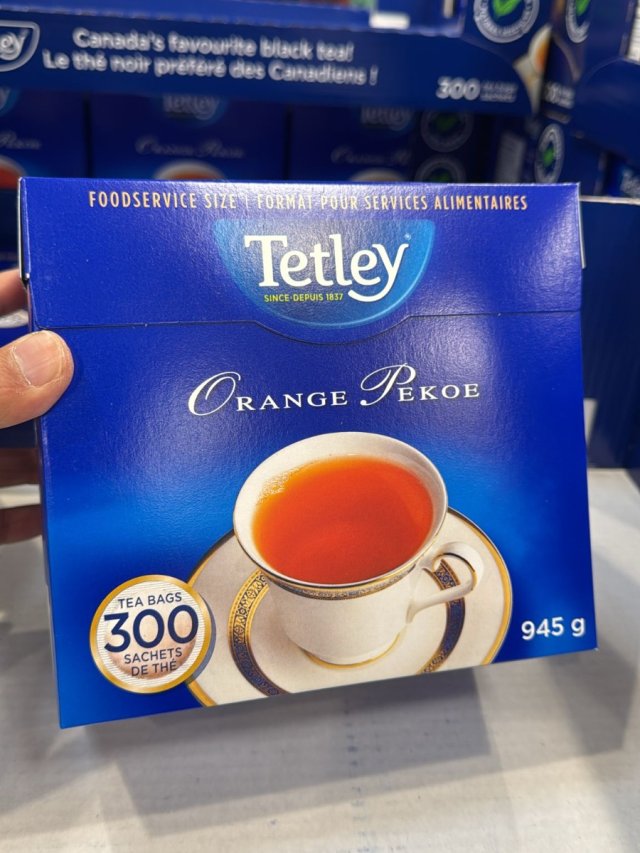 Canada's favourite black tea!
Le thé noir préféré des Canadiens !
300
FOODSERVICE SIZE | FORMAT POUR SERVICES ALIMENTAIRES
Tetley
SINCE·DEPUIS 1837
ORANGE PEKOE
TEA BAGS
300
SACHETS
DE THÉ
945 g